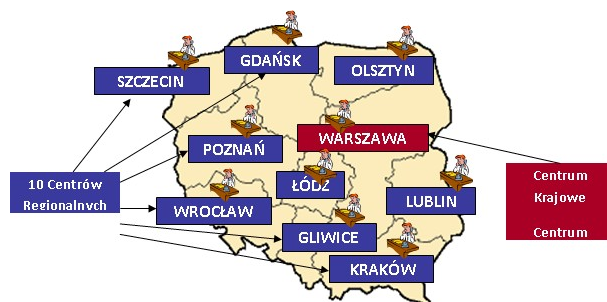 GDAŃSK
OLSZTYN
SZCZECIN
WARSZAWA
POZNAŃ
ŁÓDŹ
10 Centrów
Regionalnych
WROCŁAW
LUBLIN
Centrum
Krajowe
Centrum
GLIWICE
KRAKÓW